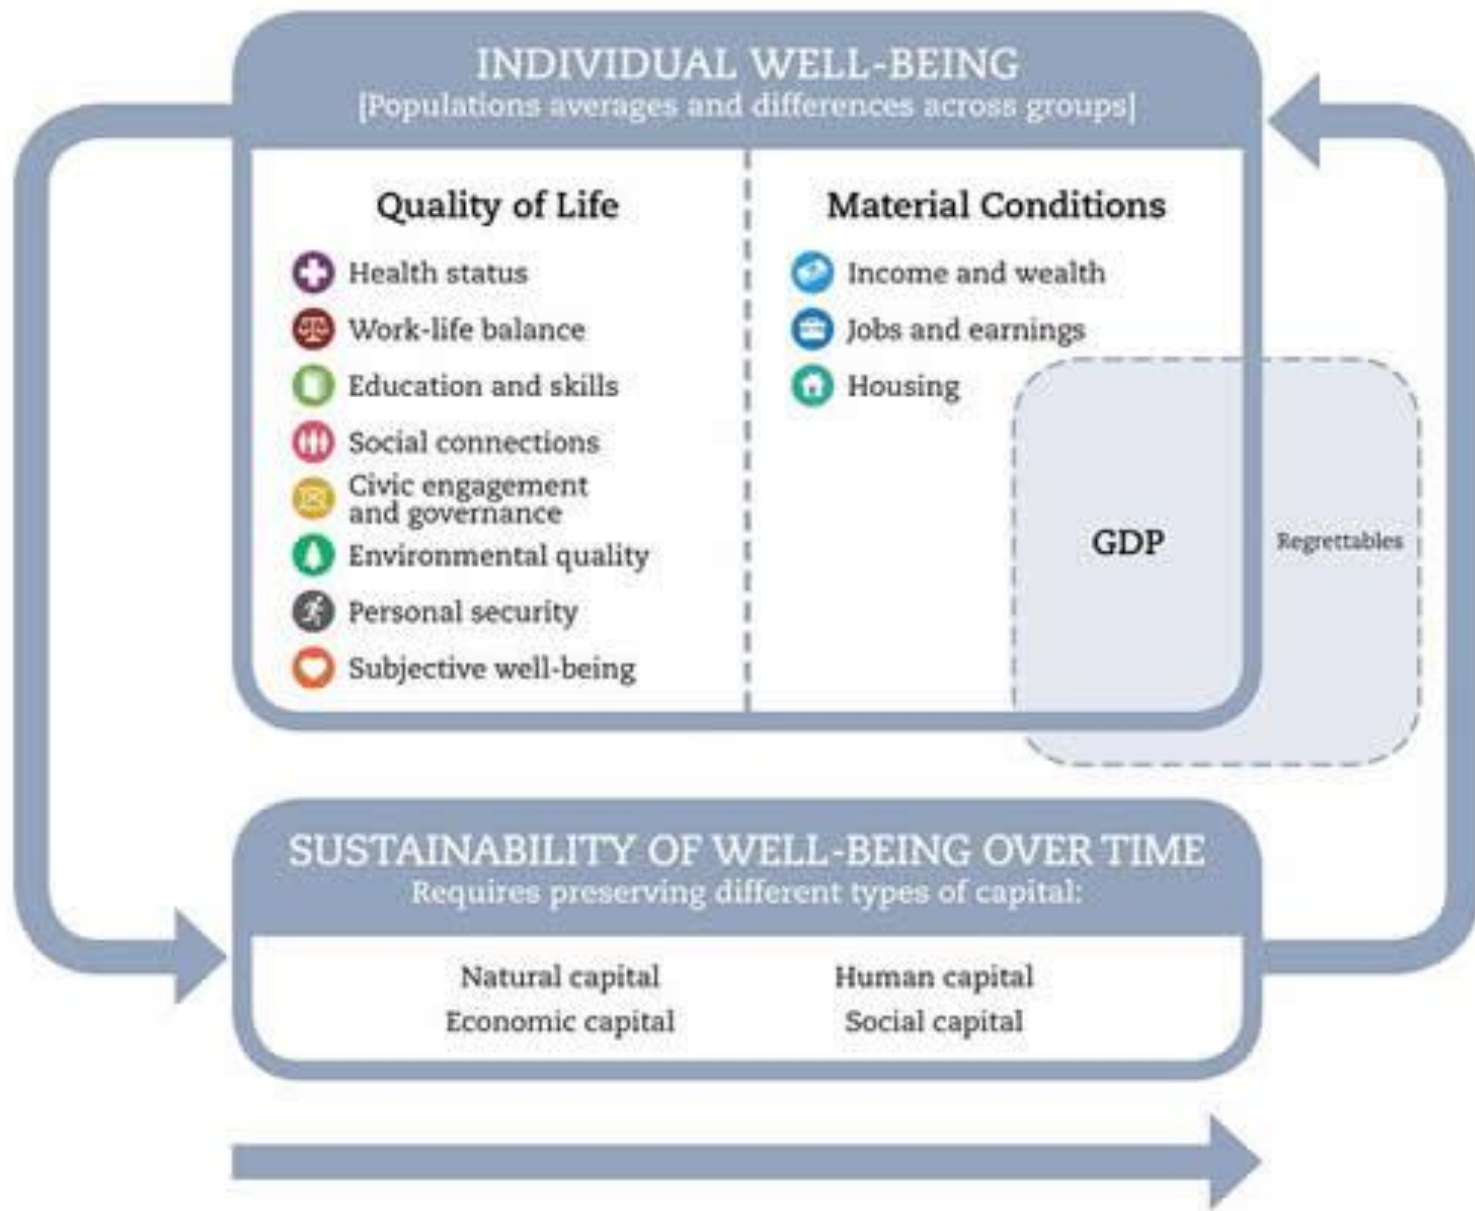 INDIVIDUAL WELL-BEING
[Populations averages and differences across groups]
Quality of Life
Health status
Work-life balance
Education and skills
Social connections
Civic engagement
and governance
Environmental quality
Personal security
Subjective well-being
Material Conditions
Income and wealth
Jobs and earnings
Housing
GDP
Regrettables
SUSTAINABILITY OF WELL-BEING OVER TIME
Requires preserving different types of capital:
Natural capital
Human capital
Economic capital
Social capital